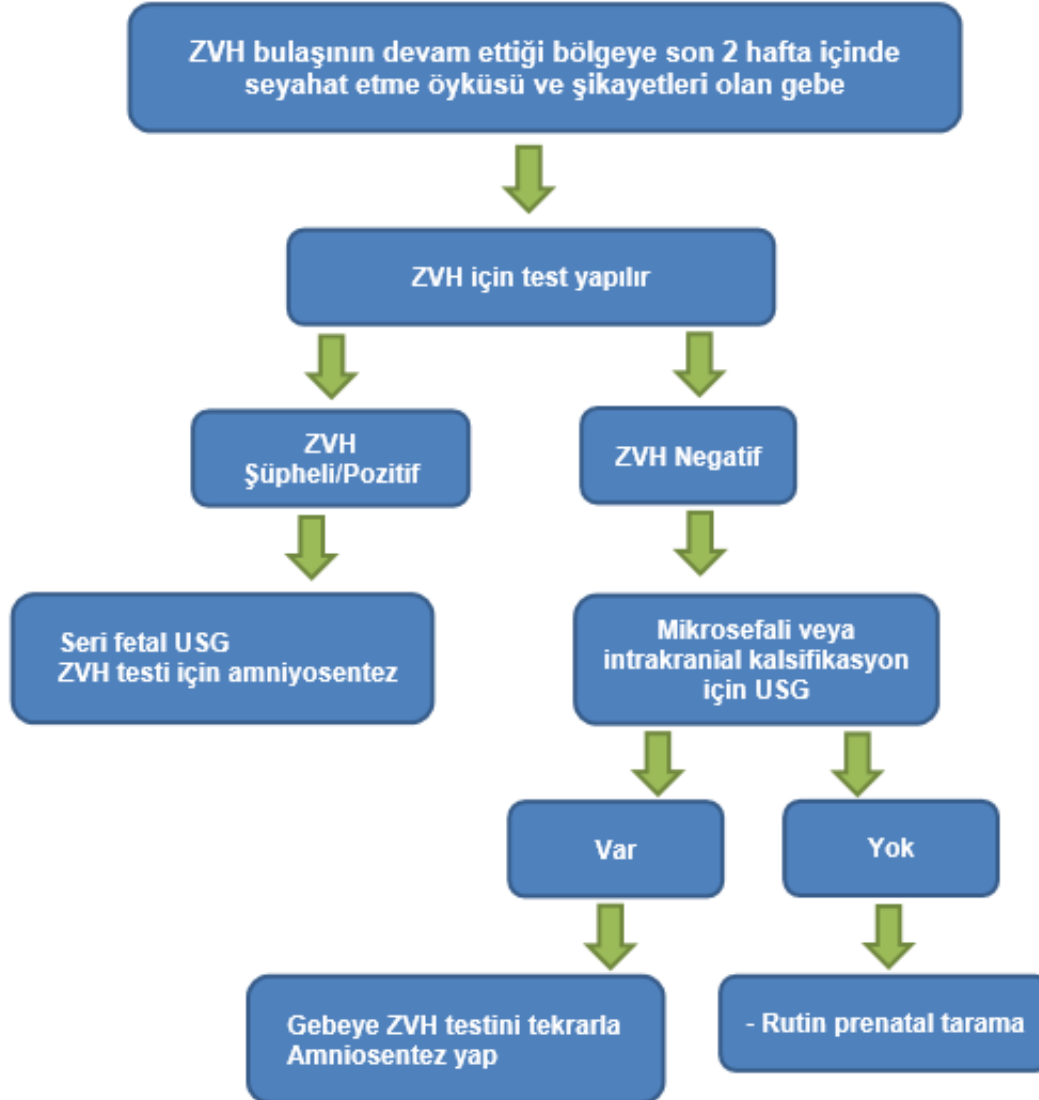 ZVH bulaşının devam ettiği bölgeye son 2 hafta içinde
seyahat etme öyküsü ve şikayetleri olan gebe
ZVH için test yapılır
ZVH
Şüpheli/Pozitif
ZVH Negatif
Seri fetal USG
ZVH testi için amniyosentez
Mikrosefali veya
intrakranial kalsifikasyon
için USG
Var
Yok
Gebeye ZVH testini tekrarla
Amniosentez yap
- Rutin prenatal tarama